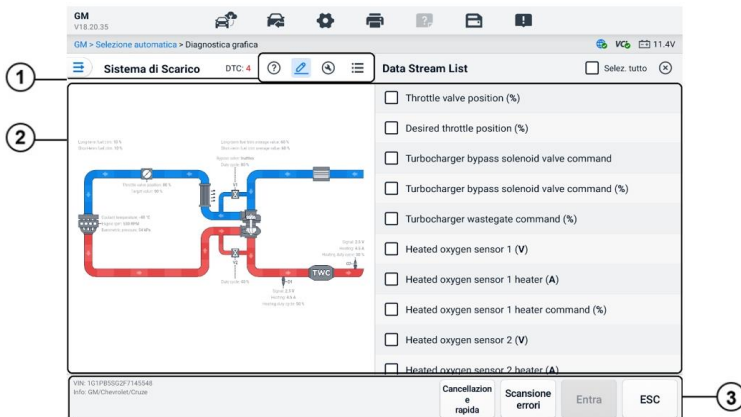 GM
V18.20.35
GM > Selezione automatica > Diagnostica grafica
VCI 11.4V
1
Sistema di Scarico DTC: 4
Data Stream List Selez. tutto
2
Throttle valve position (%)
Desired throttle position (%)
Turbocharger bypass solenoid valve command
Turbocharger bypass solenoid valve command (%)
Turbocharger wastegate command (%)
Heated oxygen sensor 1 (V)
Heated oxygen sensor 1 heater (A)
Heated oxygen sensor 1 heater command (%)
Heated oxygen sensor 2 (V)
Heated oxygen sensor 2 heater (A)
TWC
VIN: 1G1PB5SG2F7145548
Info: GM/Chevrolet/Cruze
Cancellazion
e
rapida
Scansione
errori
Entra
ESC
3